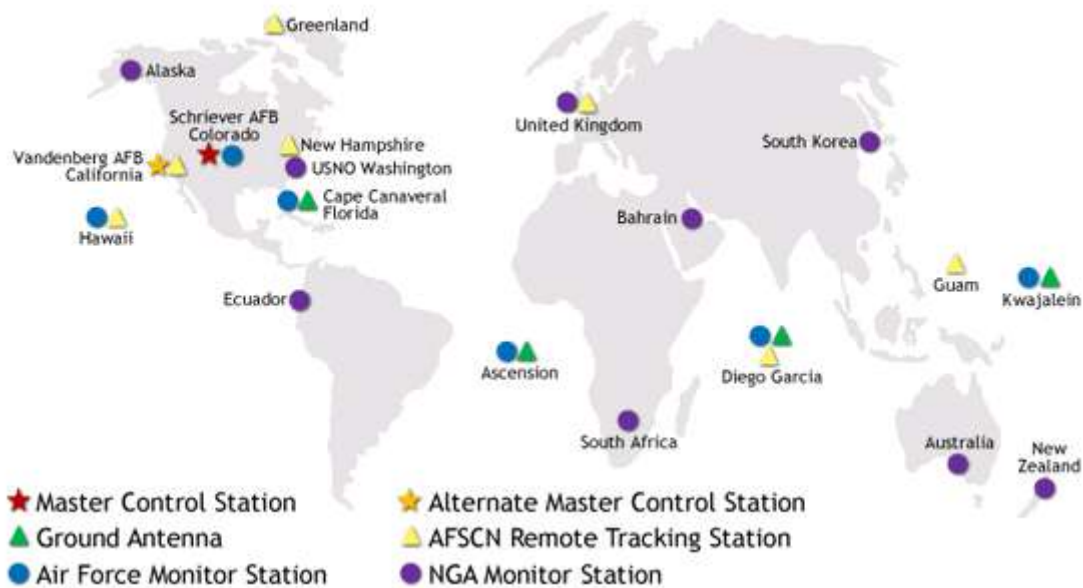 Greenland
Alaska
Schriever AFB
Colorado
United Kingdom
New Hampshire
South Korea
Vandenberg AFB
California
USNO Washington
Cape Canaveral
Florida
Bahrain
Hawaii
Guam
Kwajalein
Ecuador
Ascension
Diego Garcia
South Africa
Australia
New
Zealand
Master Control Station
Alternate Master Control Station
Ground Antenna
AFSCN Remote Tracking Station
Air Force Monitor Station
NGA Monitor Station